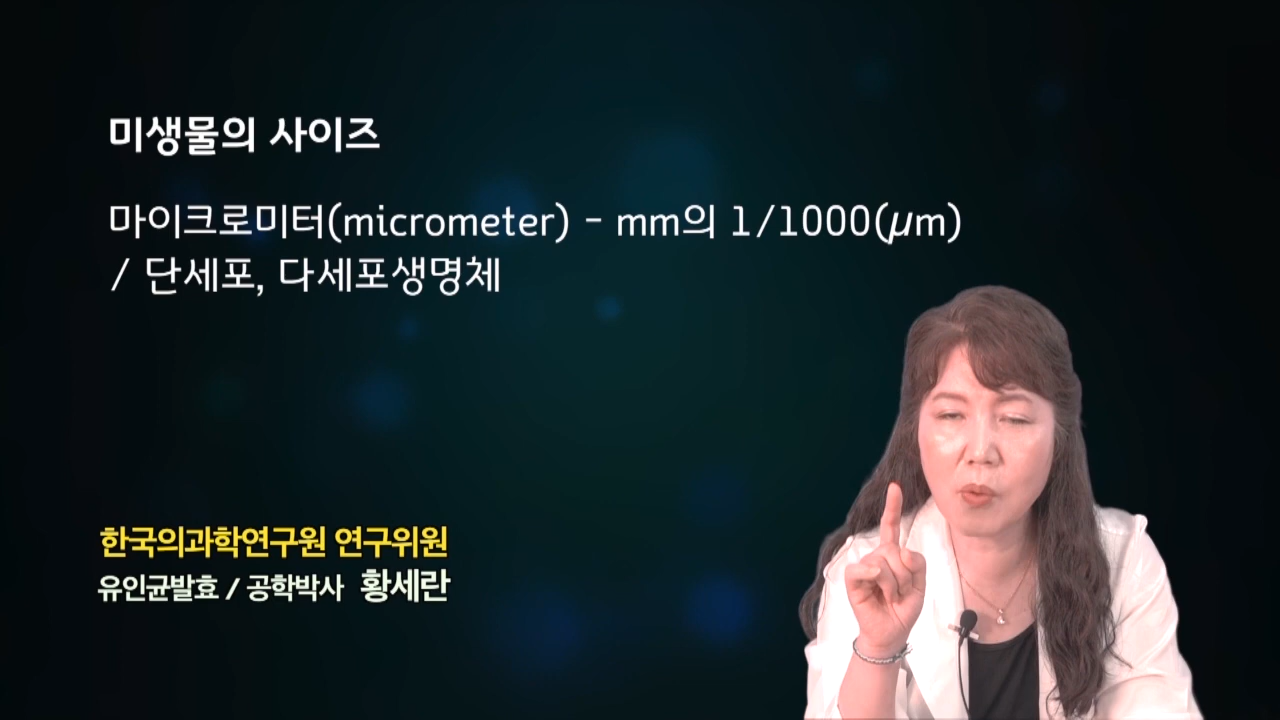 미생물의 사이즈
마이크로미터(micrometer) - mm의 1/1000(µm)
/ 단세포, 다세포생명체
한국의과학연구원 연구위원
유인균발효 / 공학박사 황세란